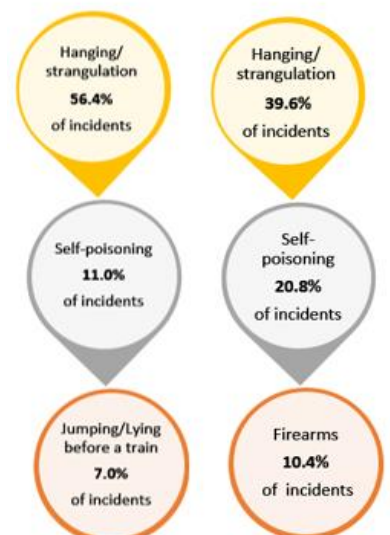 Hanging/
strangulation
56.4%
of incidents
Hanging/
strangulation
39.6%
of incidents
Self-poisoning
11.0%
of incidents
Self-
poisoning
20.8%
of incidents
Jumping/Lying
before a train
7.0%
of incidents
Firearms
10.4%
of incidents